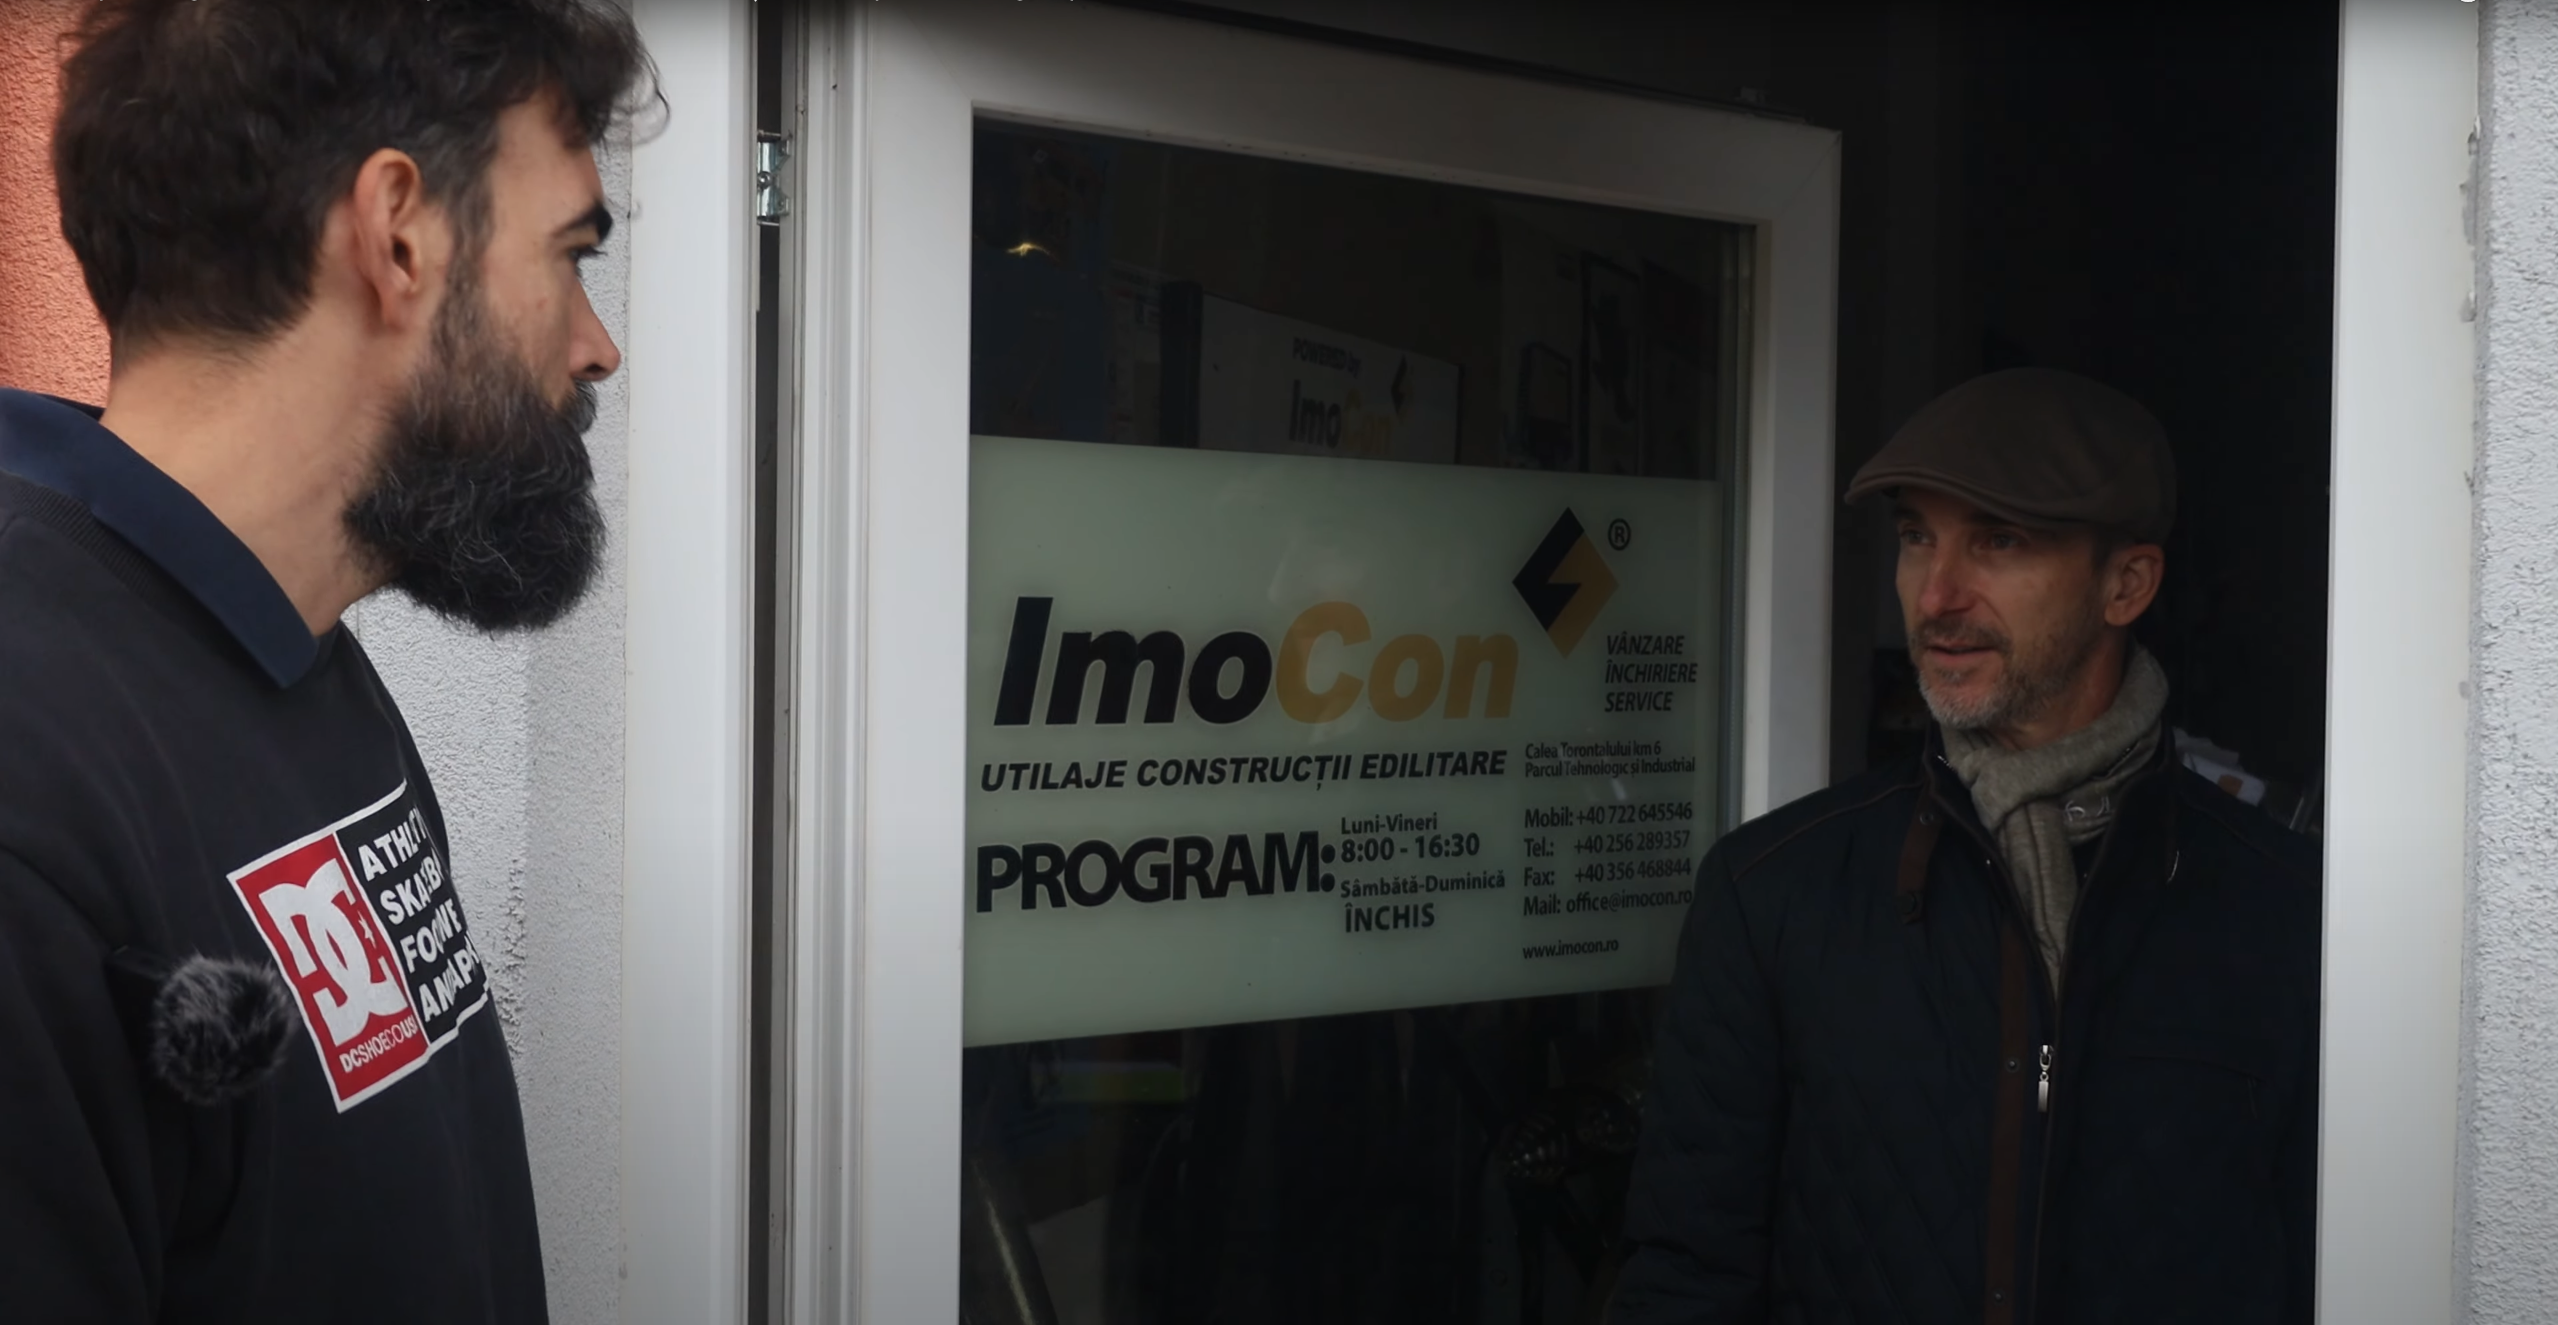 POWERED by
ImoCon
ImoCon®
VÂNZARE
ÎNCHIRIERE
SERVICE
UTILAJE CONSTRUCȚII EDILITARE
Calea Torontalului km 6
Parcul Tehnologic și Industrial
PROGRAM:
Luni-Vineri
8:00 - 16:30
Sâmbătă-Duminică
ÎNCHIS
Mobil: +40 722 645546
Tel.: +40 256 289357
Fax: +40 356 468844
Mail: office@imocon.ro
www.imocon.ro
DC
DCSHOECOUSA